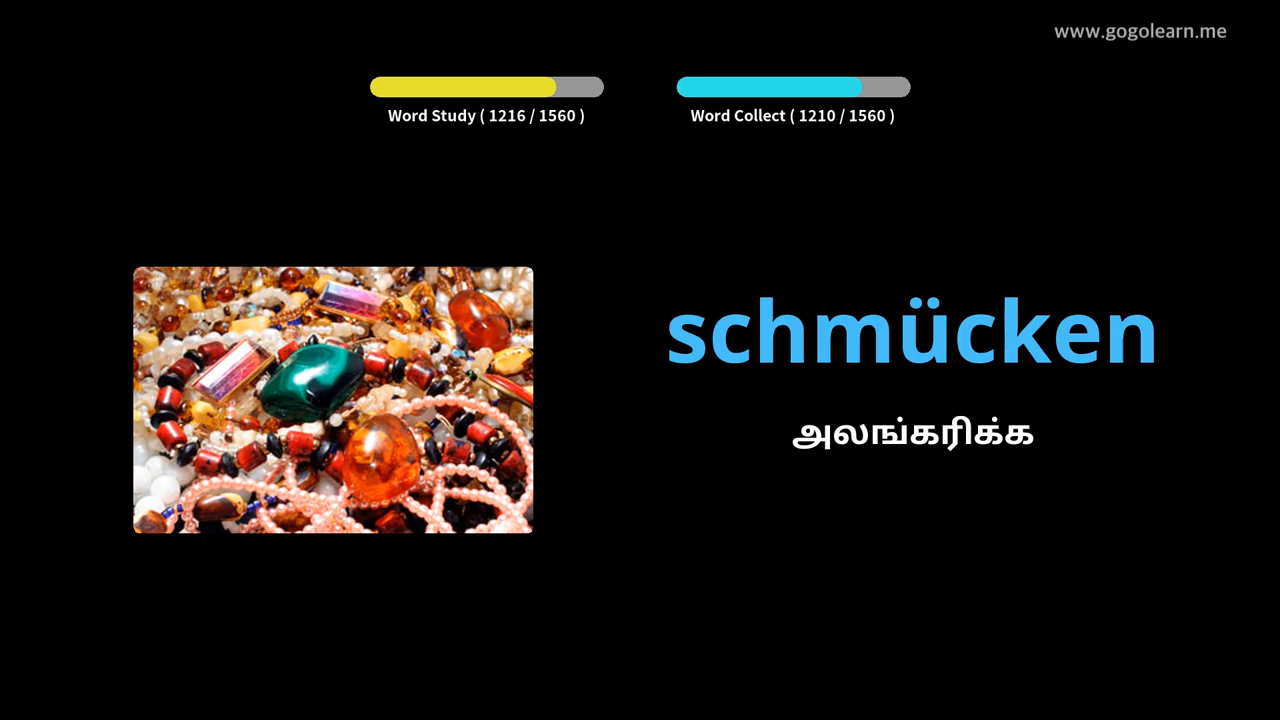 www.gogolearn.me
Word Study ( 1216 / 1560 )
Word Collect ( 1210 / 1560 )
schmücken
அலங்கரிக்க